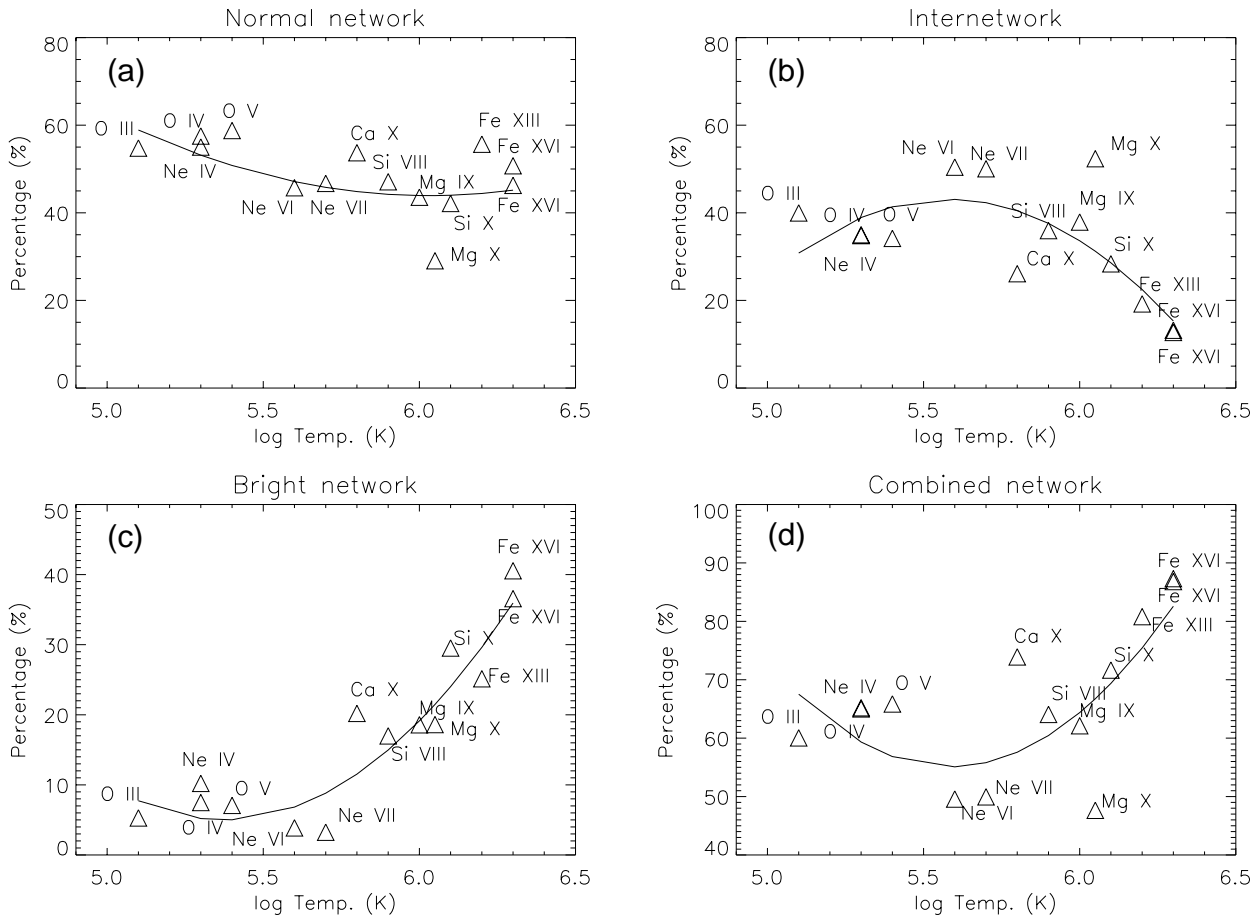 Normal network
(a)
80
60
40
20
0
Percentage (%)
O III
O IV
O V
Ne IV
Ne VI
Ne VII
Ca X
Si VIII
Mg IX
Mg X
Si X
Fe XIII
Fe XVI
Fe XVI
5.0
5.5
6.0
6.5
log Temp. (K)
Internetwork
(b)
80
60
40
20
0
Percentage (%)
O III
O IV
O V
Ne IV
Ne VI
Ne VII
Ca X
Si VIII
Mg IX
Mg X
Si X
Fe XIII
Fe XVI
Fe XVI
5.0
5.5
6.0
6.5
log Temp. (K)
Bright network
(c)
50
40
30
20
10
0
Percentage (%)
O III
Ne IV
O IV
O V
Ne VI
Ne VII
Ca X
Si VIII
Mg IX
Mg X
Si X
Fe XIII
Fe XVI
Fe XVI
5.0
5.5
6.0
6.5
log Temp. (K)
Combined network
(d)
100
90
80
70
60
50
40
Percentage (%)
O III
Ne IV
O IV
O V
Ne VI
Ne VII
Ca X
Si VIII
Mg IX
Mg X
Si X
Fe XIII
Fe XVI
Fe XVI
5.0
5.5
6.0
6.5
log Temp. (K)